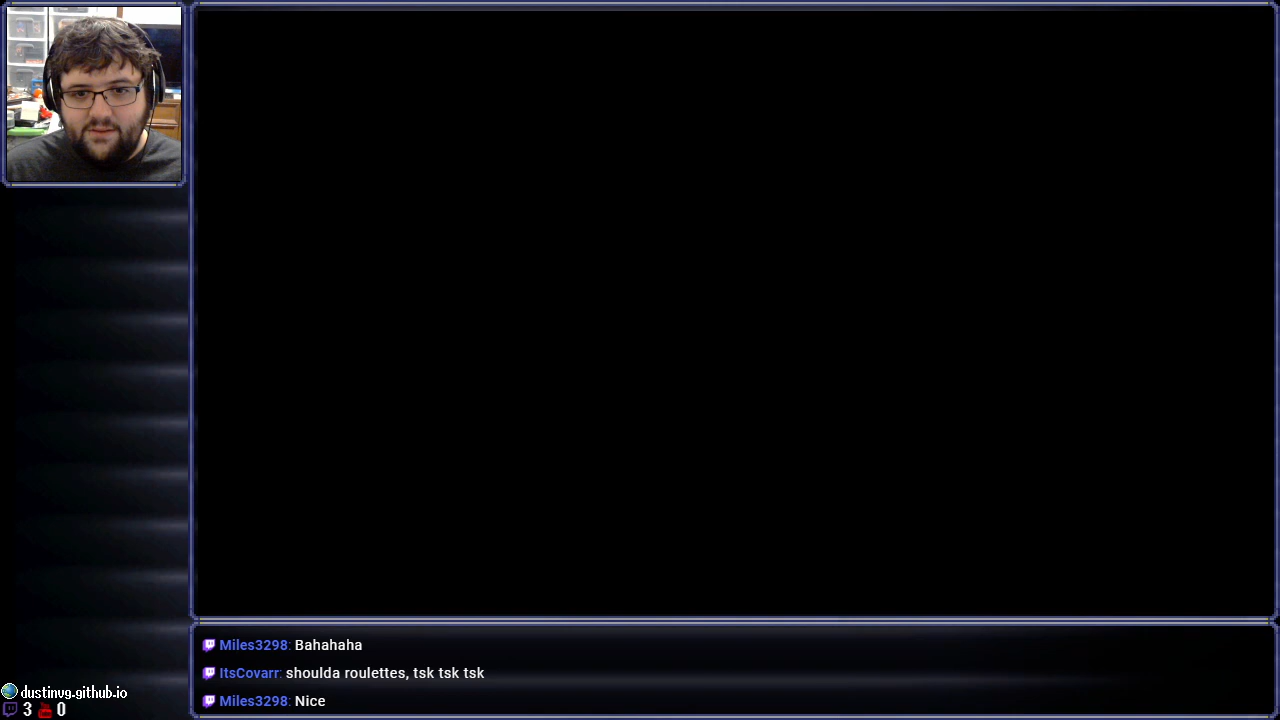 Miles3298: Bahahaha
ItsCovarr: shoulda roulettes, tsk tsk tsk
Miles3298: Nice
dustinvg.github.io
3 0